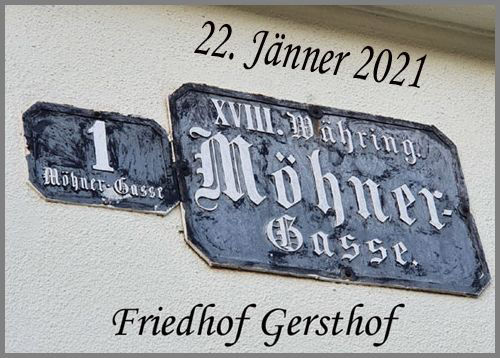 22. Jänner 2021
XVIII. Währing.
Möhner-
Gasse.
1
Möhner-Gasse
Friedhof Gersthof